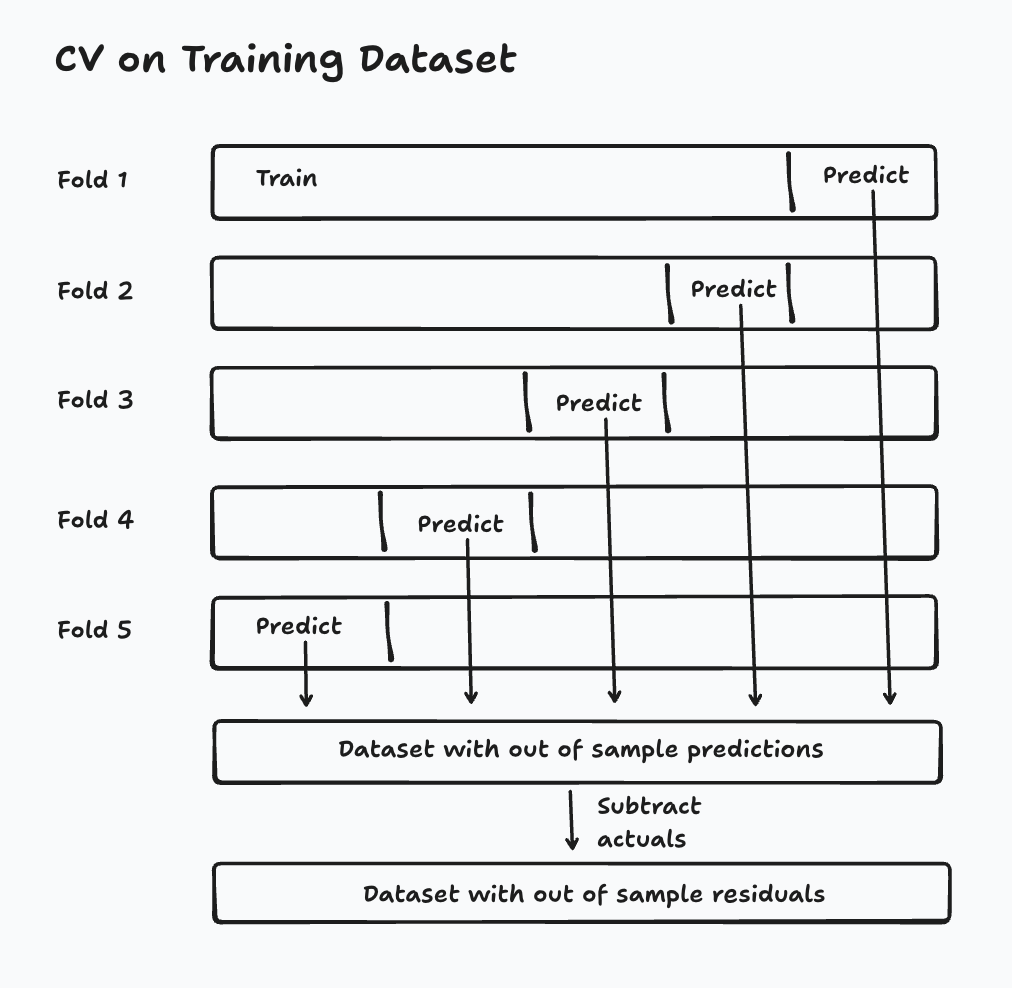 CV on Training Dataset
Fold 1
Train
Predict
Fold 2
Predict
Fold 3
Predict
Fold 4
Predict
Fold 5
Predict
Dataset with out of sample predictions
Subtract
actuals
Dataset with out of sample residuals